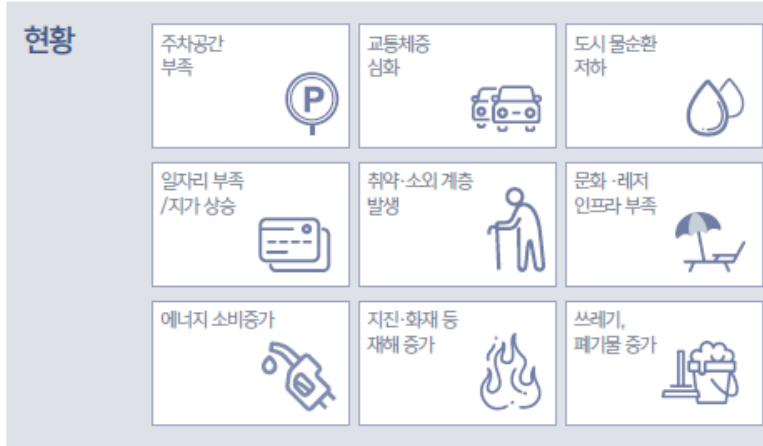 현황
주차공간
부족
P
교통체증
심화
도시 물순환
저하
일자리 부족
/지가 상승
취약·소외 계층
발생
문화 ·레저
인프라 부족
에너지 소비증가
지진·화재 등
재해 증가
쓰레기,
폐기물 증가